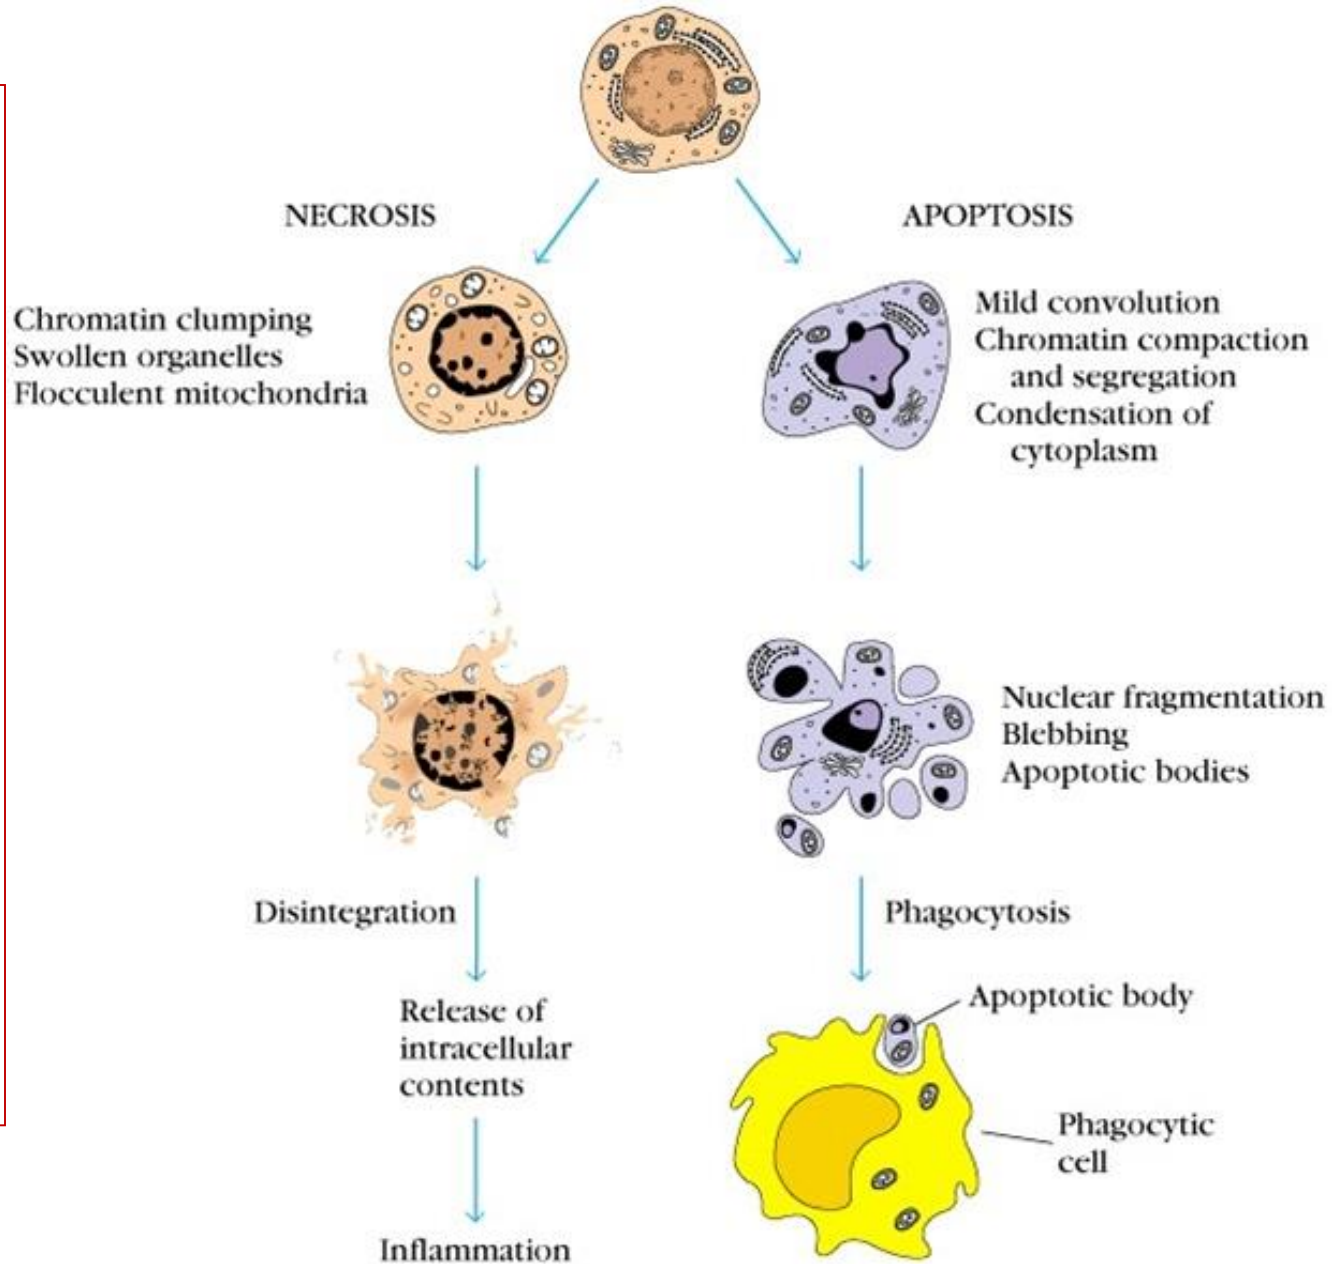 NECROSIS
APOPTOSIS
Chromatin clumping
Swollen organelles
Flocculent mitochondria
Mild convolution
Chromatin compaction
and segregation
Condensation of
cytoplasm
Nuclear fragmentation
Blebbing
Apoptotic bodies
Disintegration
Phagocytosis
Release of
intracellular
contents
Apoptotic body
Phagocytic
cell
Inflammation